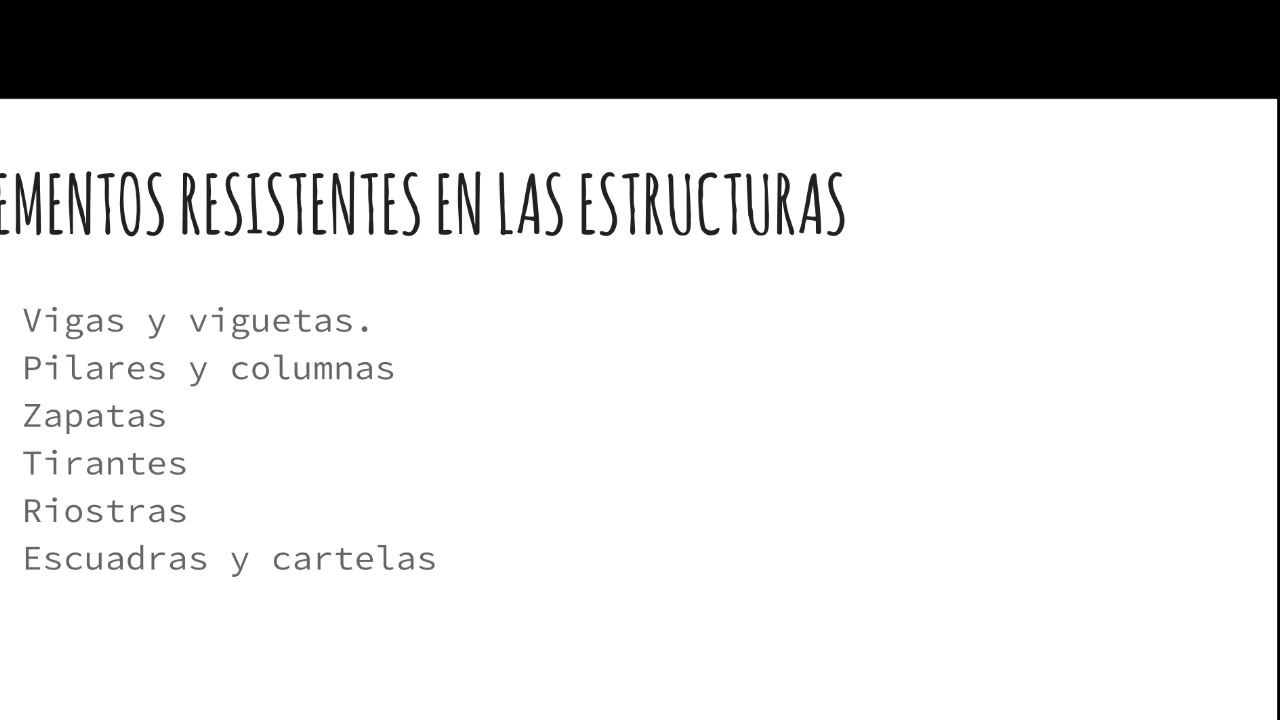 EMENTOS RESISTENTES EN LAS ESTRUCTURAS
Vigas y viguetas.
Pilares y columnas
Zapatas
Tirantes
Riostras
Escuadras y cartelas